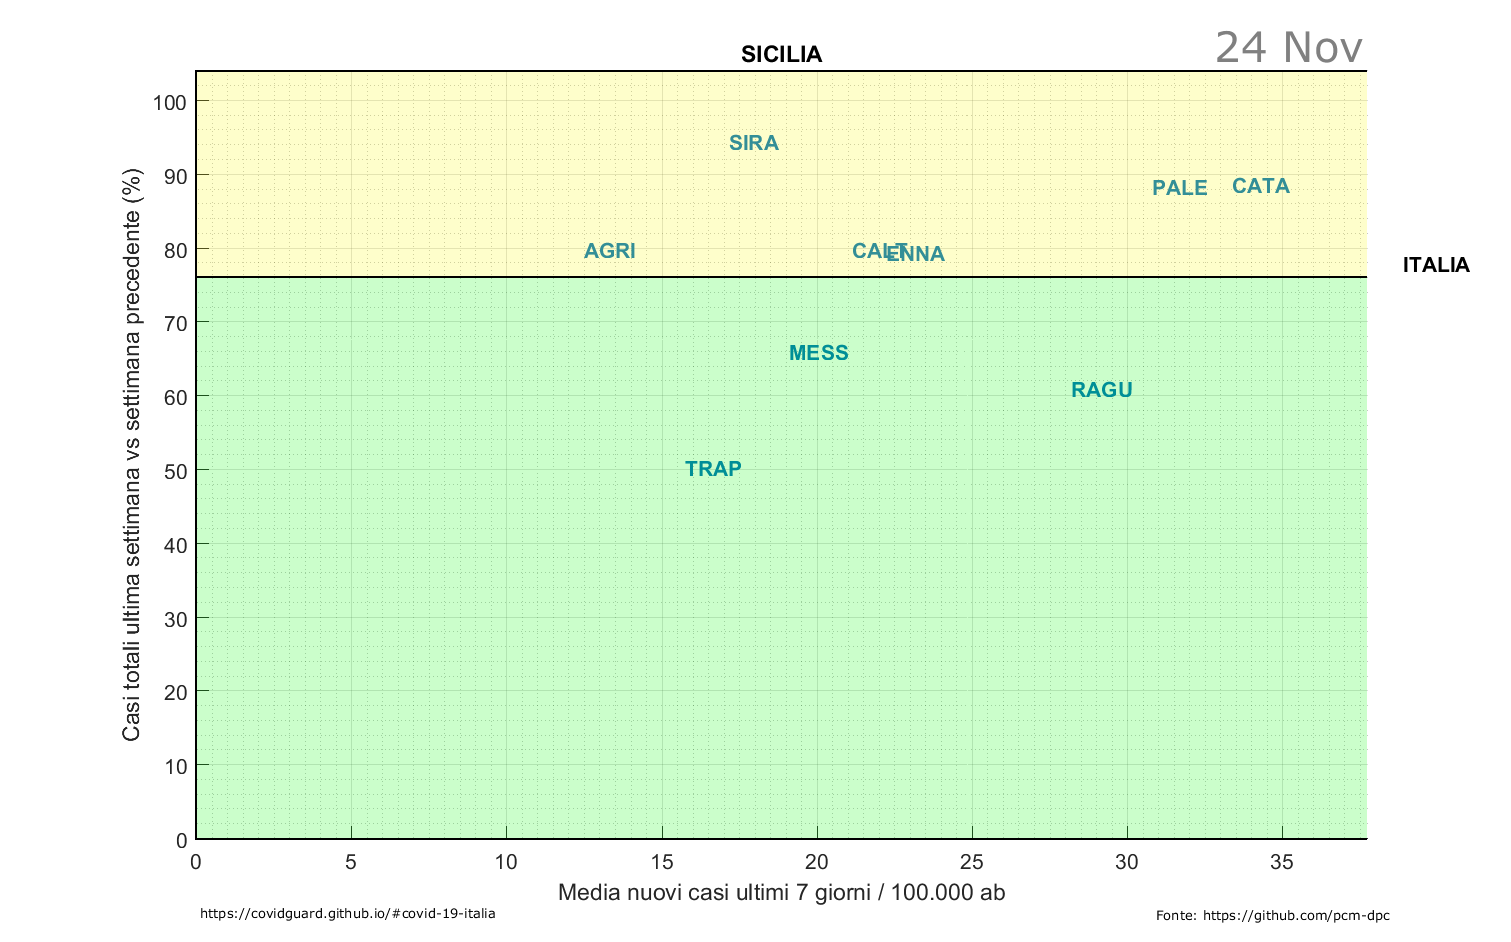 SICILIA
24 Nov
Casi totali ultima settimana vs settimana precedente (%)
100
90
80
70
60
50
40
30
20
10
0
SIRA
PALE
CATA
AGRI
CALT
ENNA
ITALIA
MESS
RAGU
TRAP
0
5
10
15
20
25
30
35
Media nuovi casi ultimi 7 giorni / 100.000 ab
https://covidguard.github.io/#covid-19-italia
Fonte: https://github.com/pcm-dpc